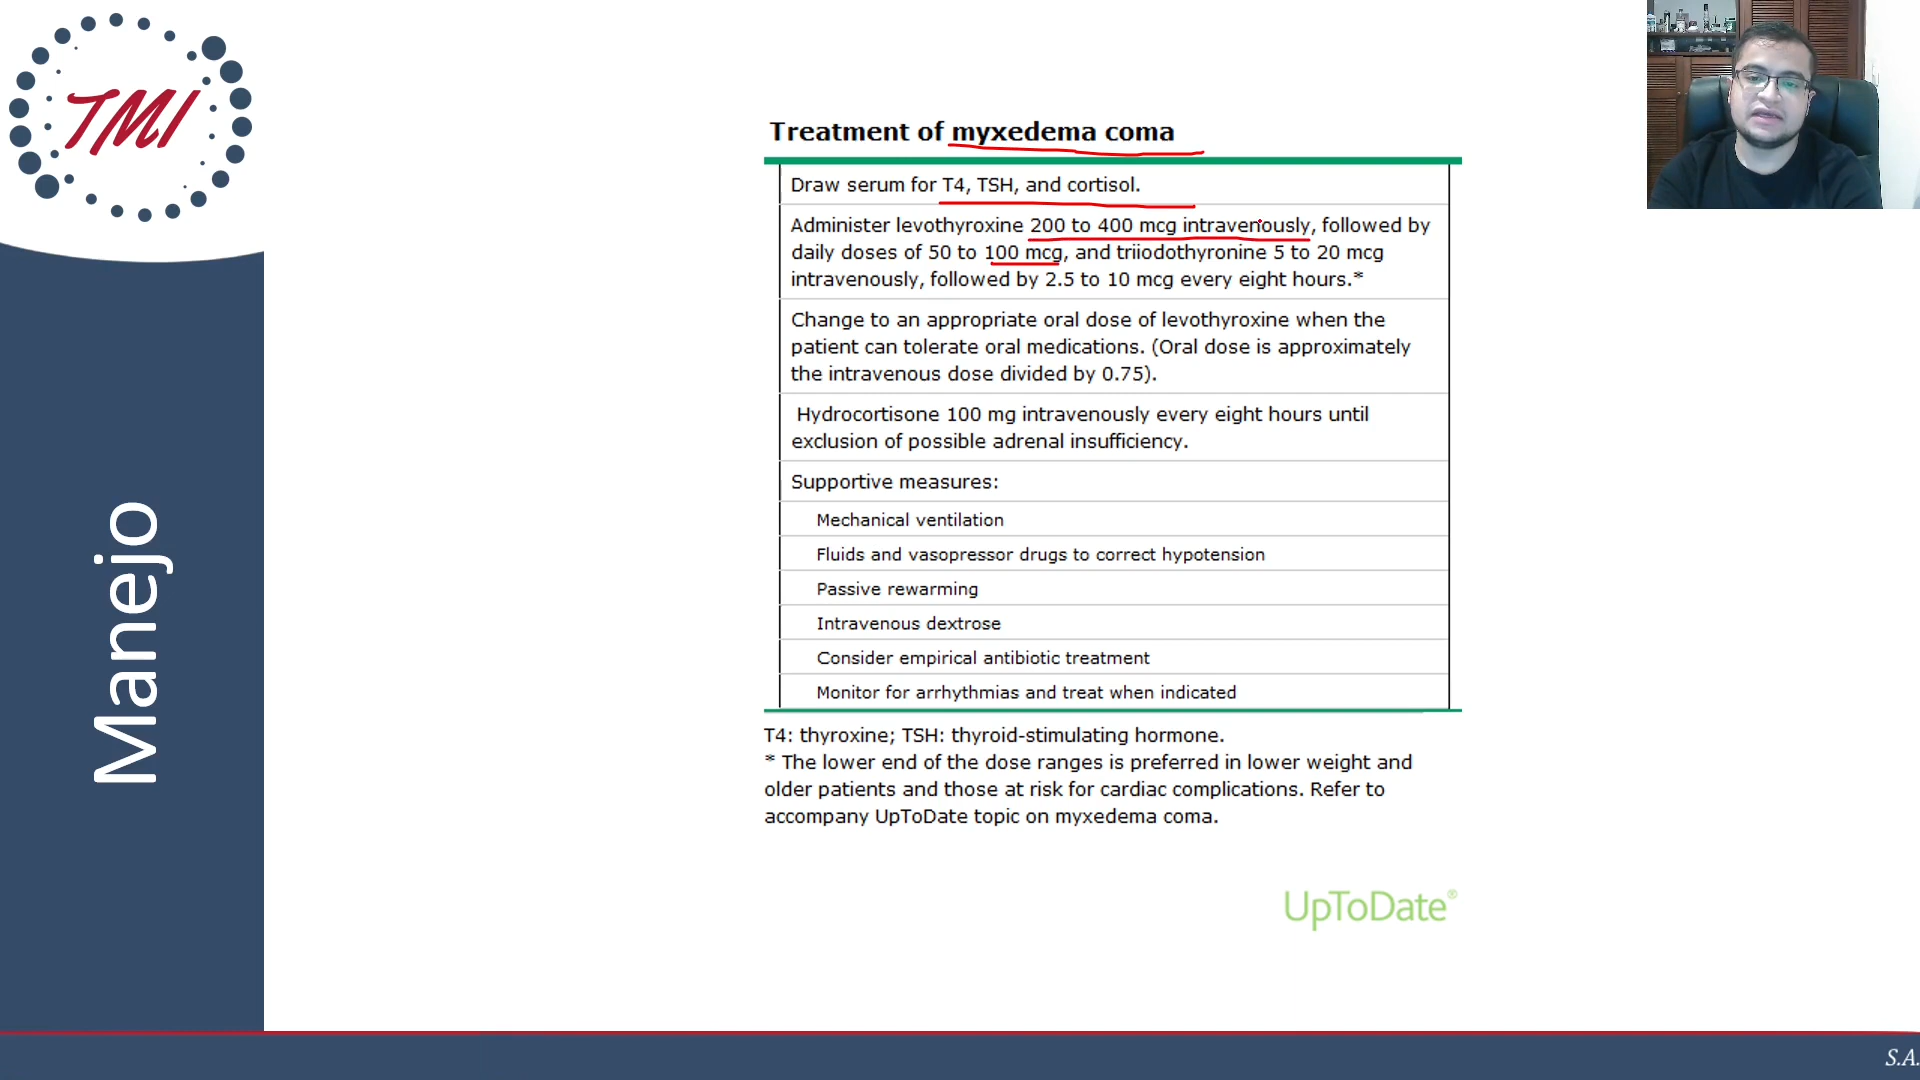 TMI
Manejo
Treatment of myxedema coma
Draw serum for T4, TSH, and cortisol.
Administer levothyroxine 200 to 400 mcg intravenously, followed by
daily doses of 50 to 100 mcg, and triiodothyronine 5 to 20 mcg
intravenously, followed by 2.5 to 10 mcg every eight hours.*
Change to an appropriate oral dose of levothyroxine when the
patient can tolerate oral medications. (Oral dose is approximately
the intravenous dose divided by 0.75).
Hydrocortisone 100 mg intravenously every eight hours until
exclusion of possible adrenal insufficiency.
Supportive measures:
Mechanical ventilation
Fluids and vasopressor drugs to correct hypotension
Passive rewarming
Intravenous dextrose
Consider empirical antibiotic treatment
Monitor for arrhythmias and treat when indicated
T4: thyroxine; TSH: thyroid-stimulating hormone.
* The lower end of the dose ranges is preferred in lower weight and
older patients and those at risk for cardiac complications. Refer to
accompany UpToDate topic on myxedema coma.
UpToDate®
S.A.